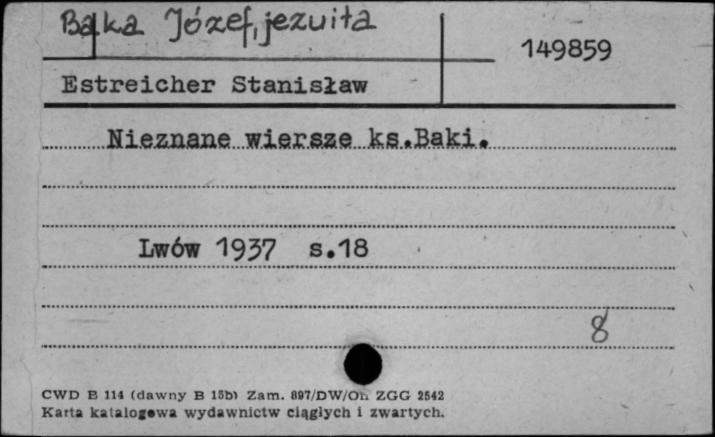 Baka Józef, jezuita
149859
Estreicher Stanisław
Nieznane wiersze ks.Baki.
Lwów 1937 s.18
8
CWD B 114 (dawny B 15b) Zam. 897/DW/Oh ZGG 2542
Karta katalogowa wydawnictw ciągłych i zwartych.